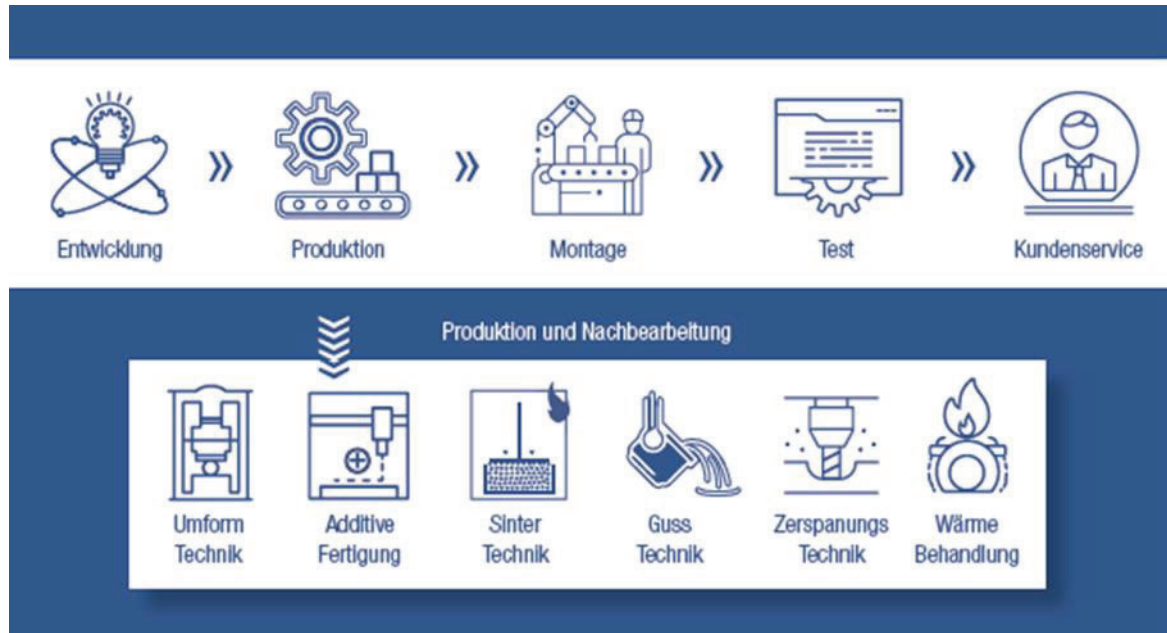 Entwicklung
Produktion
Montage
Test
Kundenservice
Produktion und Nachbearbeitung
Umform
Technik
Additive
Fertigung
Sinter
Technik
Guss
Technik
Zerspanungs
Technik
Wärme
Behandlung